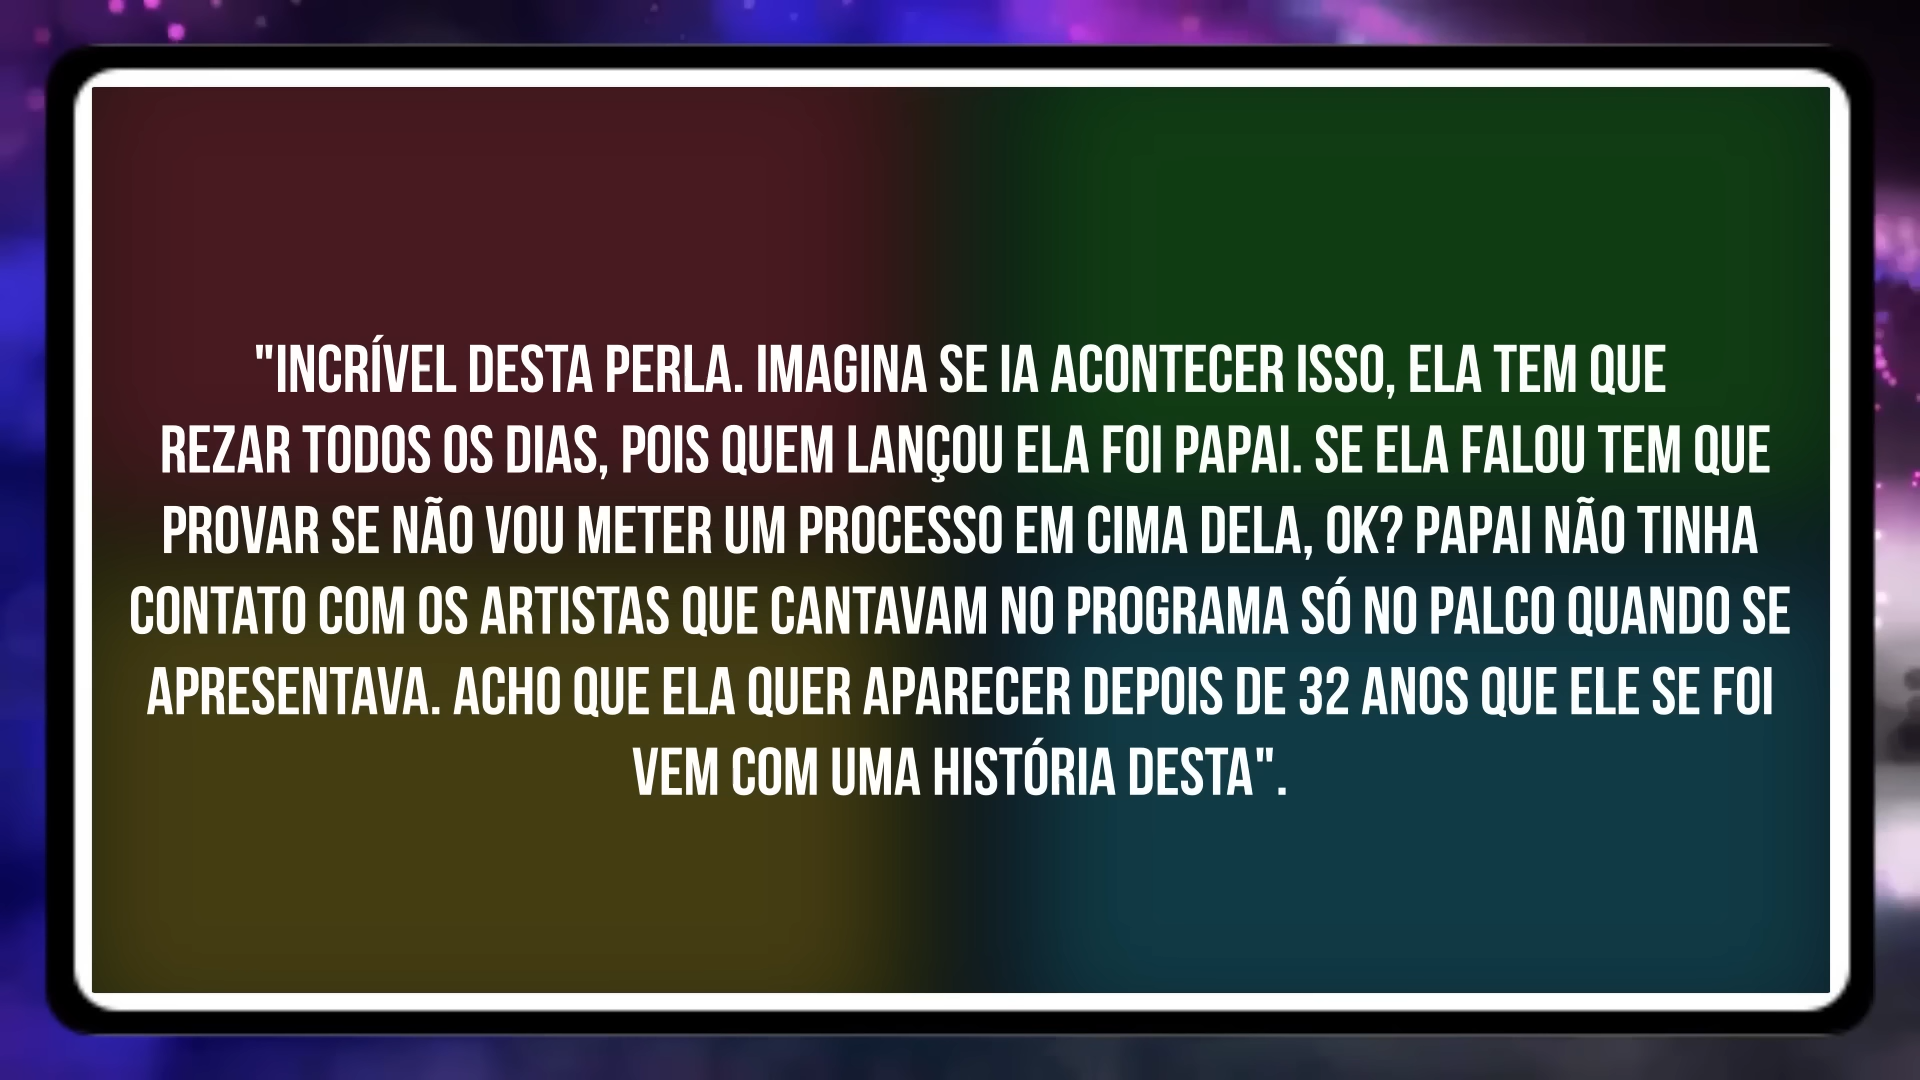 "INCRÍVEL DESTA PERLA. IMAGINA SE IA ACONTECER ISSO, ELA TEM QUE
REZAR TODOS OS DIAS, POIS QUEM LANÇOU ELA FOI PAPAI. SE ELA FALOU TEM QUE
PROVAR SE NÃO VOU METER UM PROCESSO EM CIMA DELA, OK? PAPAI NÃO TINHA
CONTATO COM OS ARTISTAS QUE CANTAVAM NO PROGRAMA SÓ NO PALCO QUANDO SE
APRESENTAVA. ACHO QUE ELA QUER APARECER DEPOIS DE 32 ANOS QUE ELE SE FOI
VEM COM UMA HISTÓRIA DESTA".